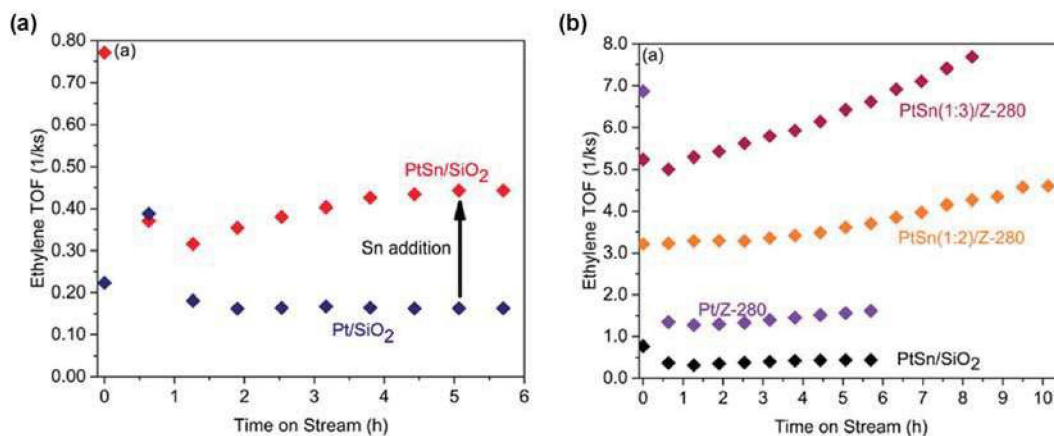 (a)
(a)
0.80
0.70
0.60
0.50
0.40
0.30
0.20
0.10
0.00
Ethylene TOF (1/ks)
PtSn/SiO2
Sn addition
Pt/SiO2
0 1 2 3 4 5 6
Time on Stream (h)
(b)
(a)
8.0
7.0
6.0
5.0
4.0
3.0
2.0
1.0
0.0
Ethylene TOF (1/ks)
PtSn(1:3)/Z-280
PtSn(1:2)/Z-280
Pt/Z-280
PtSn/SiO2
0 1 2 3 4 5 6 7 8 9 10
Time on Stream (h)